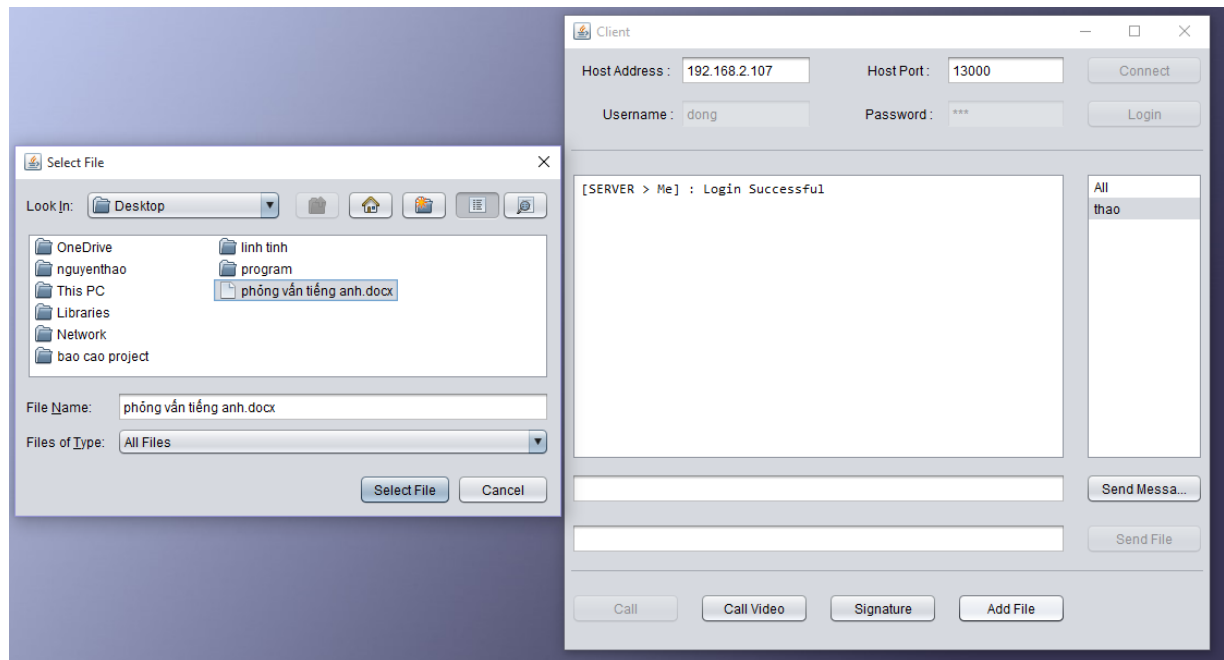 Select File
Look In: Desktop
OneDrive
nguyenthao
This PC
Libraries
Network
bao cao project
linh tinh
program
phỏng vấn tiếng anh.docx
File Name: phỏng vấn tiếng anh.docx
Files of Type: All Files
Select File Cancel
Client
Host Address : 192.168.2.107 Host Port : 13000 Connect
Username : dong Password : *** Login
[SERVER > Me] : Login Successful
All
thao
Send Messa...
Send File
Call Call Video Signature Add File